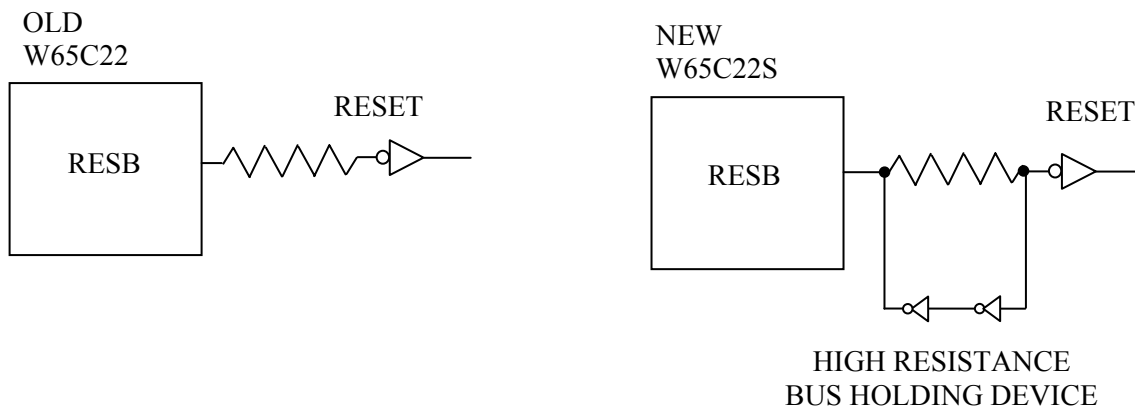 OLD
W65C22
RESET
RESB
NEW
W65C22S
RESET
RESB
HIGH RESISTANCE
BUS HOLDING DEVICE